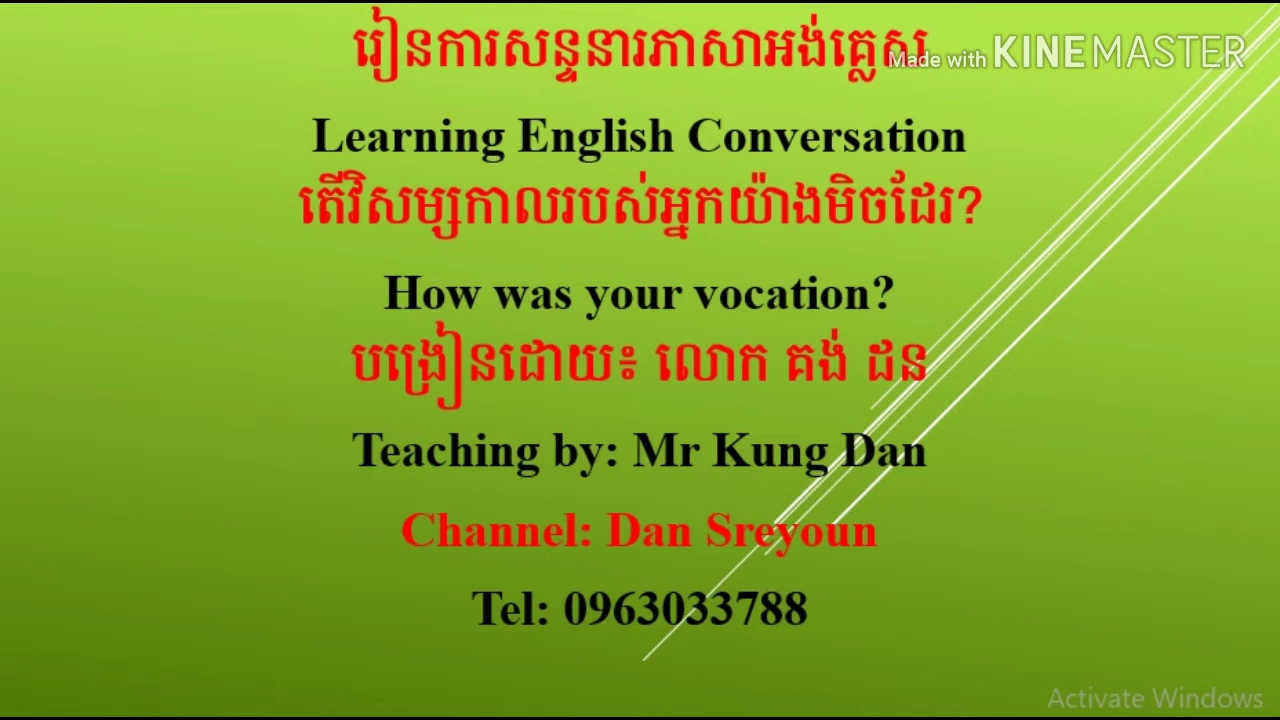 រៀនការសន្ទនារភាសាអង់គ្លេស
Made with KINEMASTER
Learning English Conversation
តើវិសម្សកាលរបស់អ្នកយ៉ាងមិចដែរ?
How was your vocation?
បង្រៀនដោយ៖ លោក គង់ ដន
Teaching by: Mr Kung Dan
Channel: Dan Sreyoun
Tel: 0963033788
Activate Windows